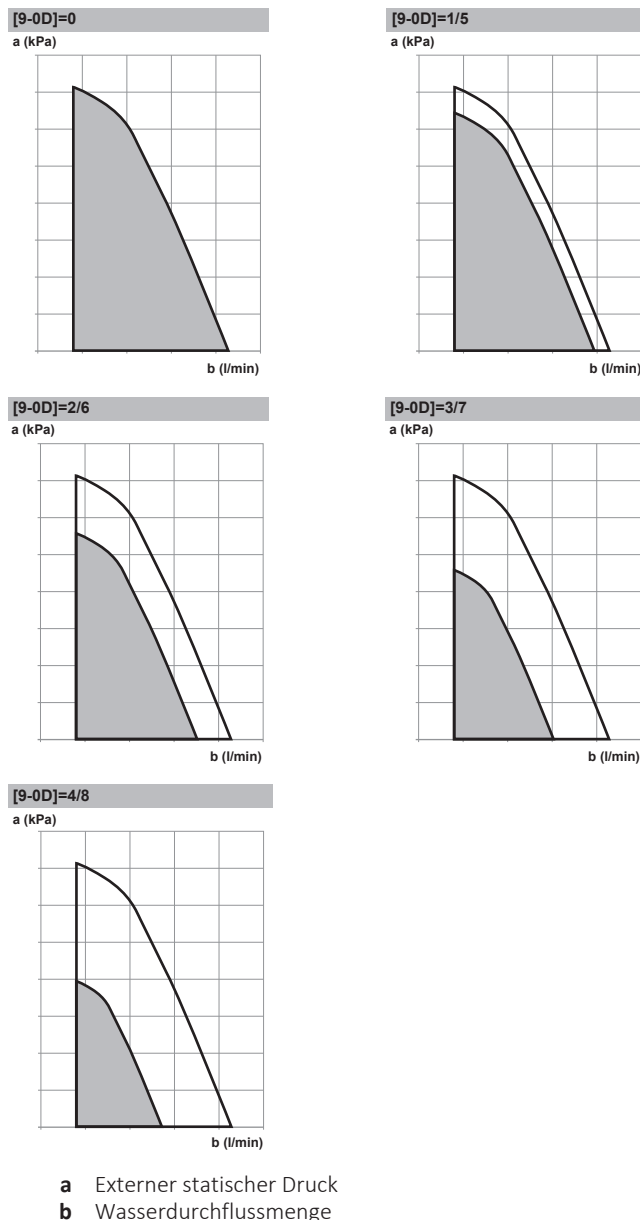 [9-0D]=0
a (kPa)
b (l/min)
[9-0D]=1/5
a (kPa)
b (l/min)
[9-0D]=2/6
a (kPa)
b (l/min)
[9-0D]=3/7
a (kPa)
b (l/min)
[9-0D]=4/8
a (kPa)
b (l/min)
a Externer statischer Druck
b Wasserdurchflussmenge